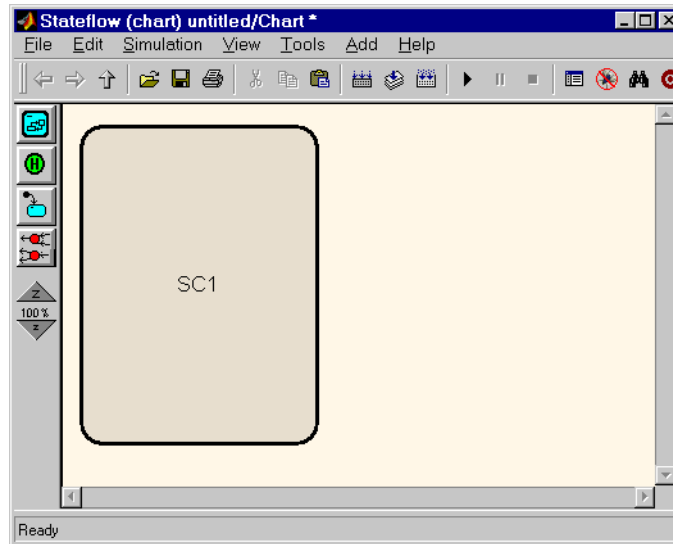 Stateflow (chart) untitled/Chart *
File Edit Simulation View Tools Add Help
H
SC1
Z
100 %
z
Ready